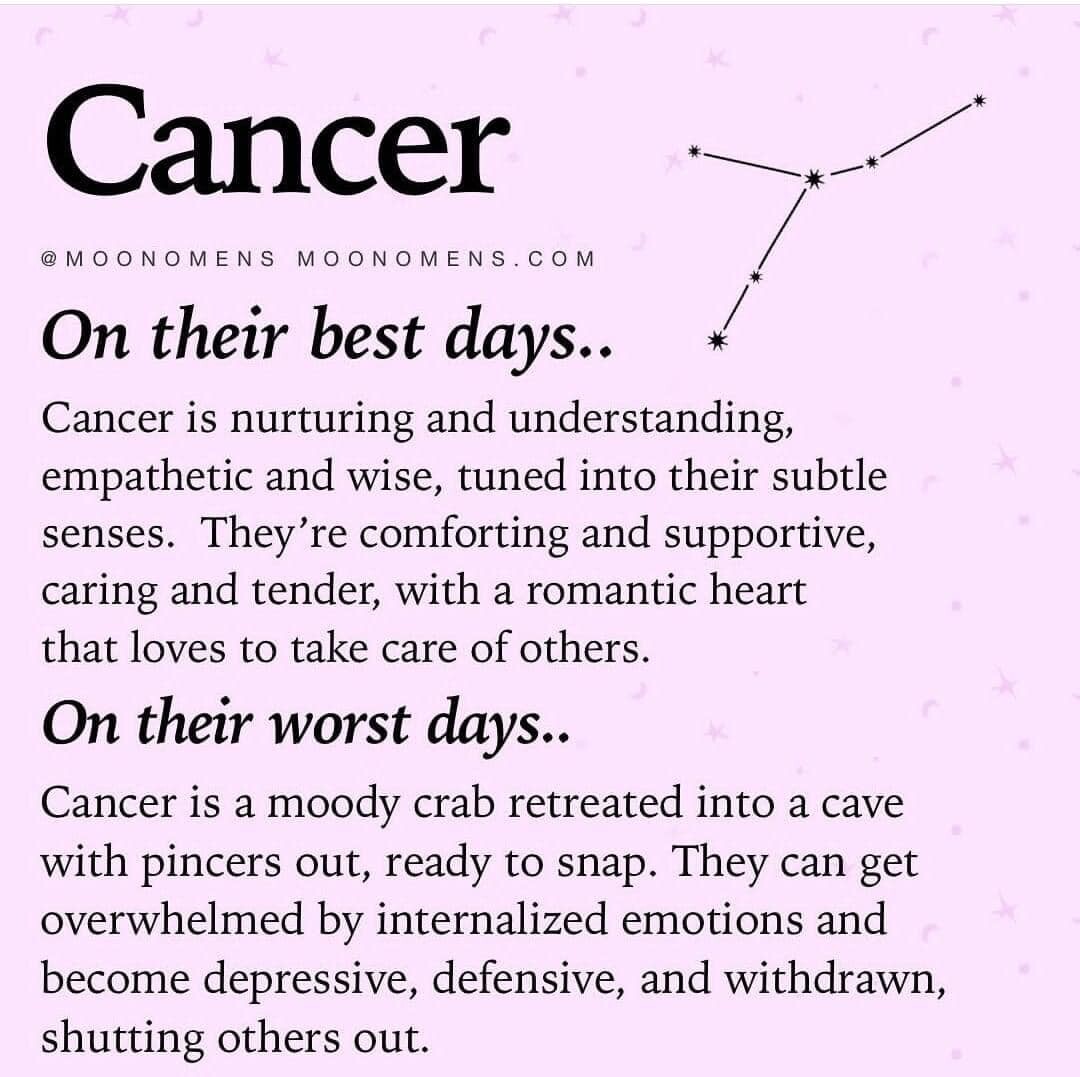 Cancer
@MOONOMENS MOONOMENS.COM
On their best days..
Cancer is nurturing and understanding,
empathetic and wise, tuned into their subtle
senses.  They’re comforting and supportive,
caring and tender, with a romantic heart
that loves to take care of others.
On their worst days..
Cancer is a moody crab retreated into a cave
with pincers out, ready to snap. They can get
overwhelmed by internalized emotions and
become depressive, defensive, and withdrawn,
shutting others out.